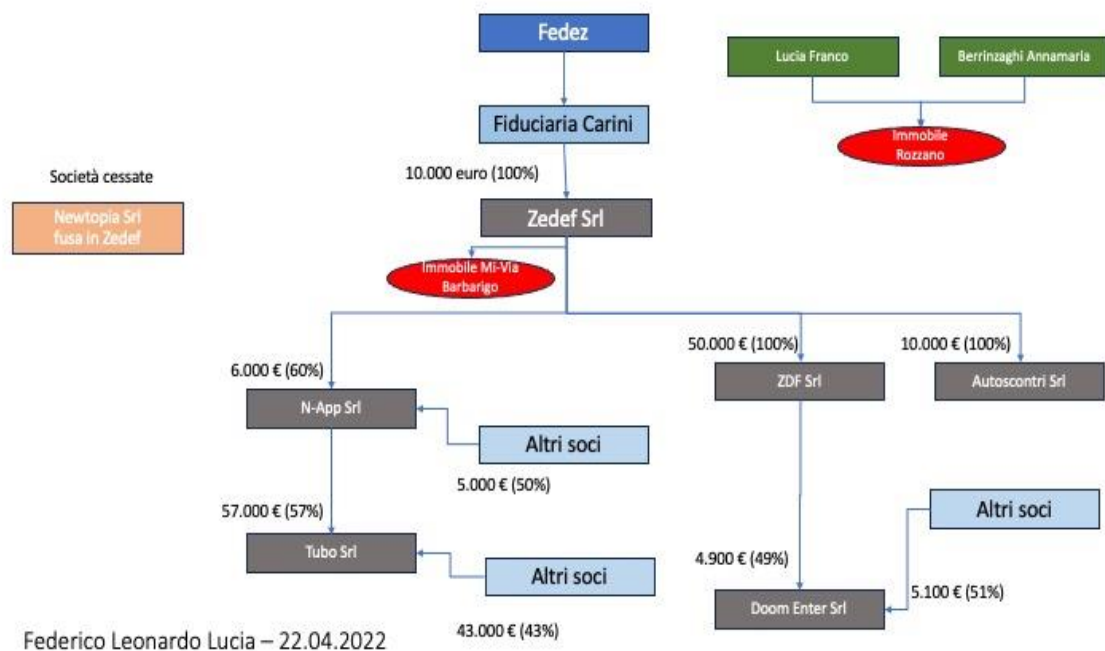 Fedez
Lucia Franco
Berrinzaghi Annamaria
Fiduciaria Carini
Immobile
Rozzano
10.000 euro (100%)
Società cessate
Newtopia Srl
fusa in Zedef
Zedef Srl
Immobile Mi-Via
Barbarigo
6.000 € (60%)
50.000 € (100%)
10.000 € (100%)
N-App Srl
ZDF Srl
Autoscontri Srl
Altri soci
5.000 € (50%)
57.000 € (57%)
Altri soci
Tubo Srl
4.900 € (49%)
Altri soci
5.100 € (51%)
Doom Enter Srl
43.000 € (43%)
Federico Leonardo Lucia – 22.04.2022